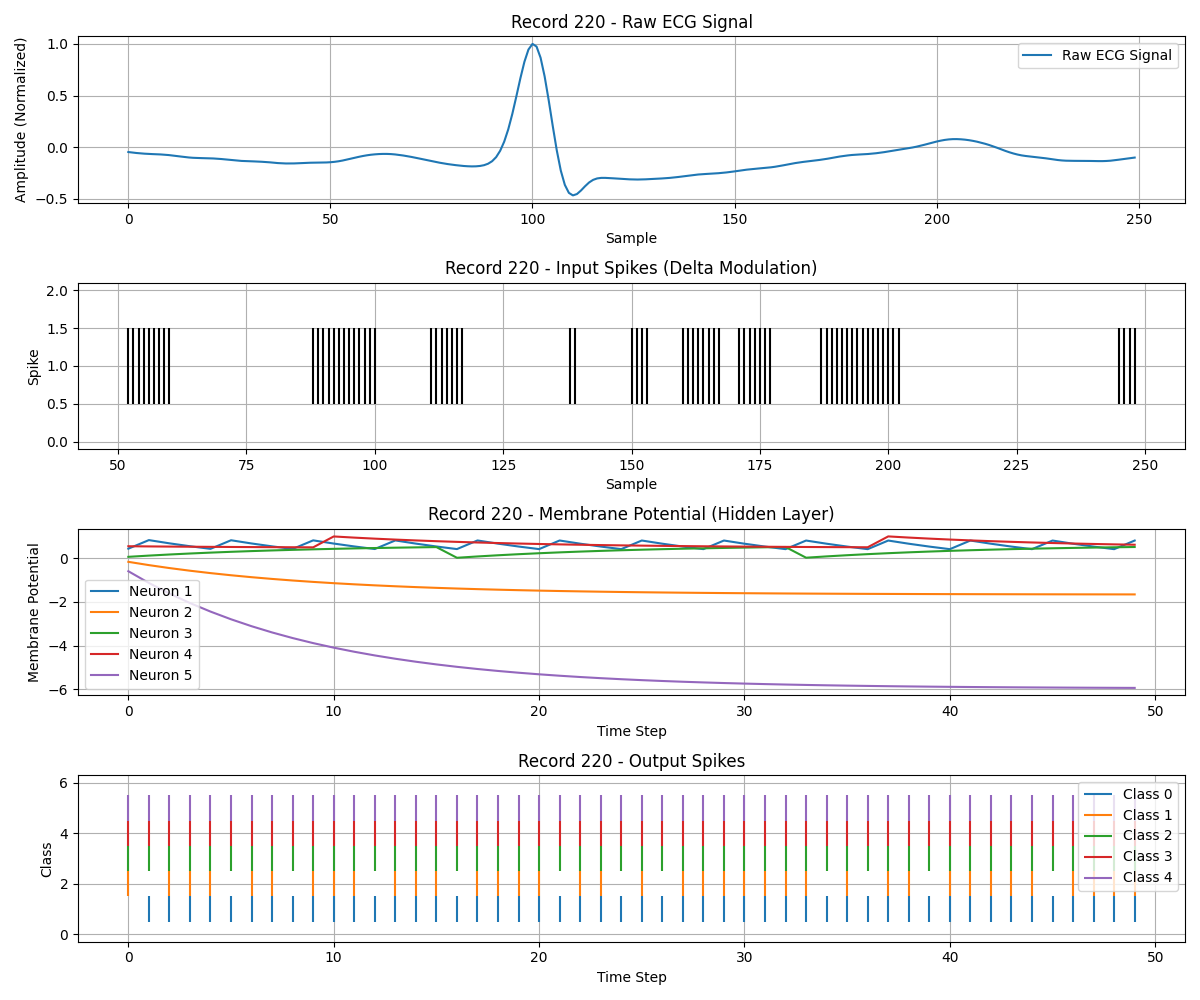 Record 220 - Raw ECG Signal
Amplitude (Normalized)
1.0
0.5
0.0
−0.5
Raw ECG Signal
0 50 100 150 200 250
Sample
Record 220 - Input Spikes (Delta Modulation)
Spike
2.0
1.5
1.0
0.5
0.0
50 75 100 125 150 175 200 225 250
Sample
Record 220 - Membrane Potential (Hidden Layer)
Membrane Potential
0
−2
−4
−6
Neuron 1
Neuron 2
Neuron 3
Neuron 4
Neuron 5
0 10 20 30 40 50
Time Step
Record 220 - Output Spikes
Class
6
4
2
0
Class 0
Class 1
Class 2
Class 3
Class 4
0 10 20 30 40 50
Time Step